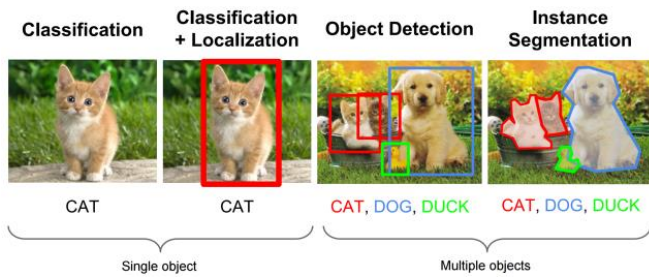 Classification
Classification
+ Localization
Object Detection
Instance
Segmentation
CAT
CAT
CAT, DOG, DUCK
CAT, DOG, DUCK
Single object
Multiple objects